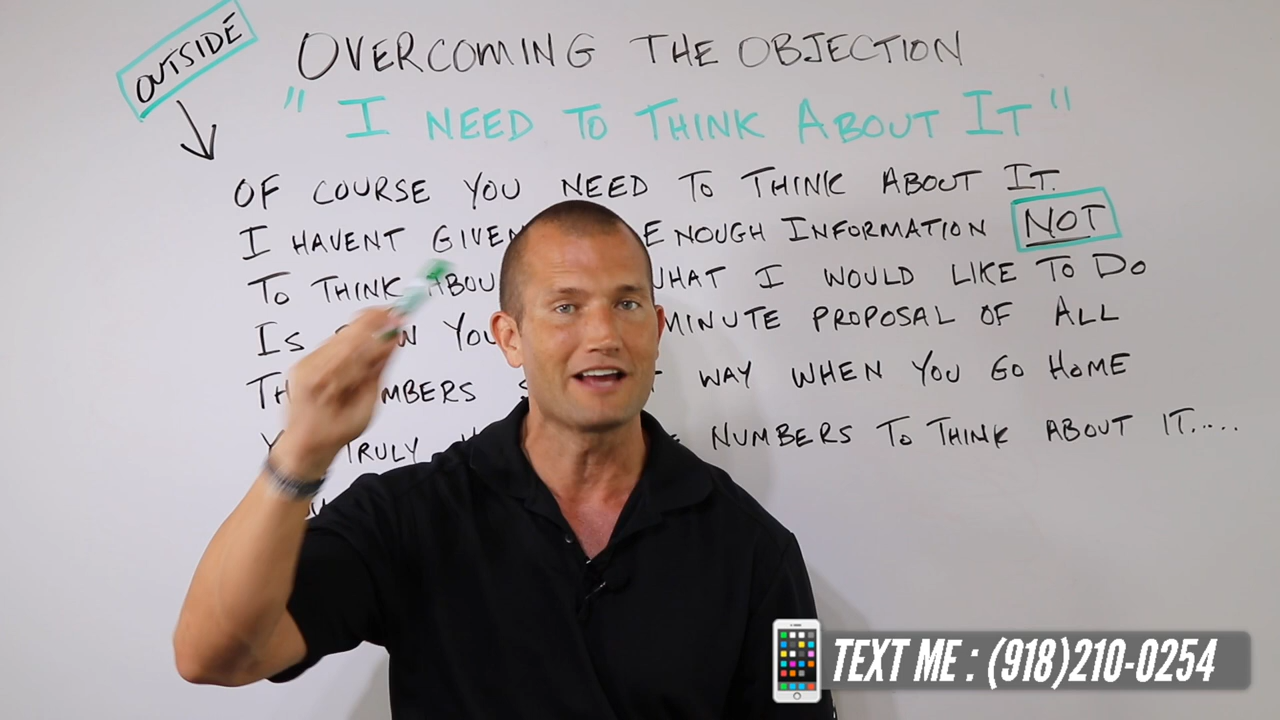 OUTSIDE
OVERCOMING THE OBJECTION
" I NEED TO THINK ABOUT IT "
OF COURSE YOU NEED TO THINK ABOUT IT.
I HAVENT GIVEN ENOUGH INFORMATION NOT
TO THINK ABOU WHAT I WOULD LIKE TO DO
IS YOU MINUTE PROPOSAL OF ALL
MBERS WAY WHEN YOU GO HOME
TRULY NUMBERS TO THINK ABOUT IT.....
TEXT ME : (918)210-0254